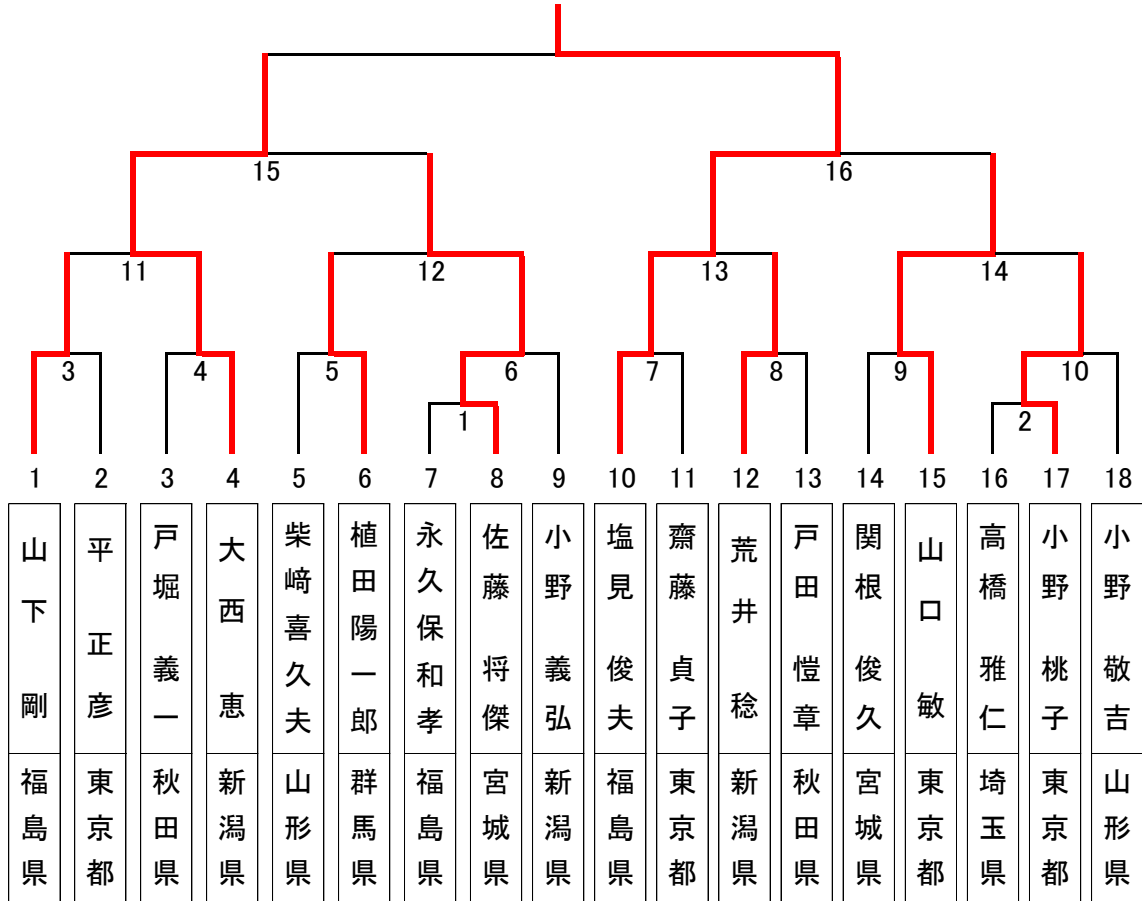 15
16
11
12
13
14
3
4
5
6
7
8
9
10
1
2
1 2 3 4 5 6 7 8 9 10 11 12 13 14 15 16 17 18
山下 剛
平 正彦
戸堀 義一
大西 恵
柴﨑喜久夫
植田陽一郎
永久保和孝
佐藤 将傑
小野 義弘
塩見 俊夫
齋藤 貞子
荒井 稔
戸田 愷章
関根 俊久
山口 敏
高橋 雅仁
小野 桃子
小野 敬吉
福島県
東京都
秋田県
新潟県
山形県
群馬県
福島県
宮城県
新潟県
福島県
東京都
新潟県
秋田県
宮城県
東京都
埼玉県
東京都
山形県